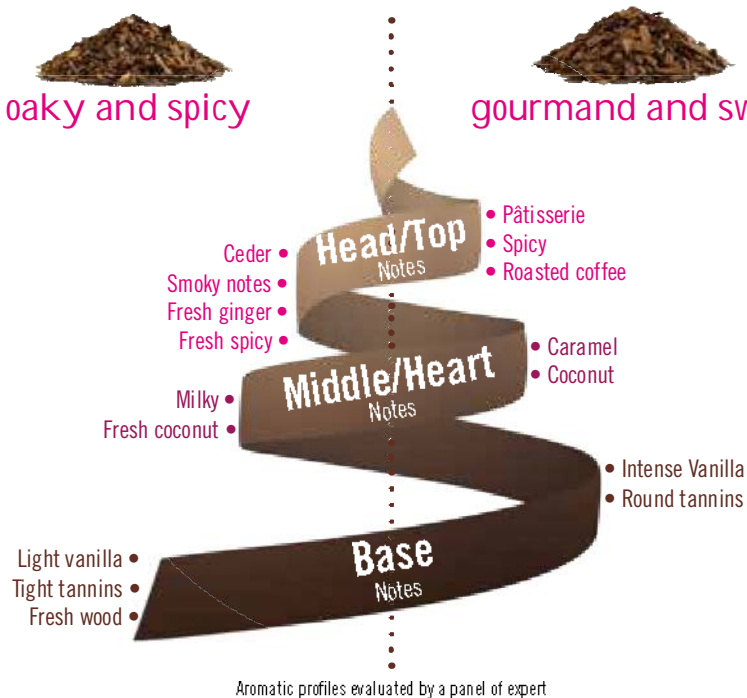 oaky and spicy
gourmand and sw
Head/Top
Notes
Ceder •
Smoky notes •
Fresh ginger •
Fresh spicy •
• Pâtisserie
• Spicy
• Roasted coffee
Middle/Heart
Notes
Milky •
Fresh coconut •
• Caramel
• Coconut
Base
Notes
Light vanilla •
Tight tannins •
Fresh wood •
• Intense Vanilla
• Round tannins
Aromatic profiles evaluated by a panel of expert